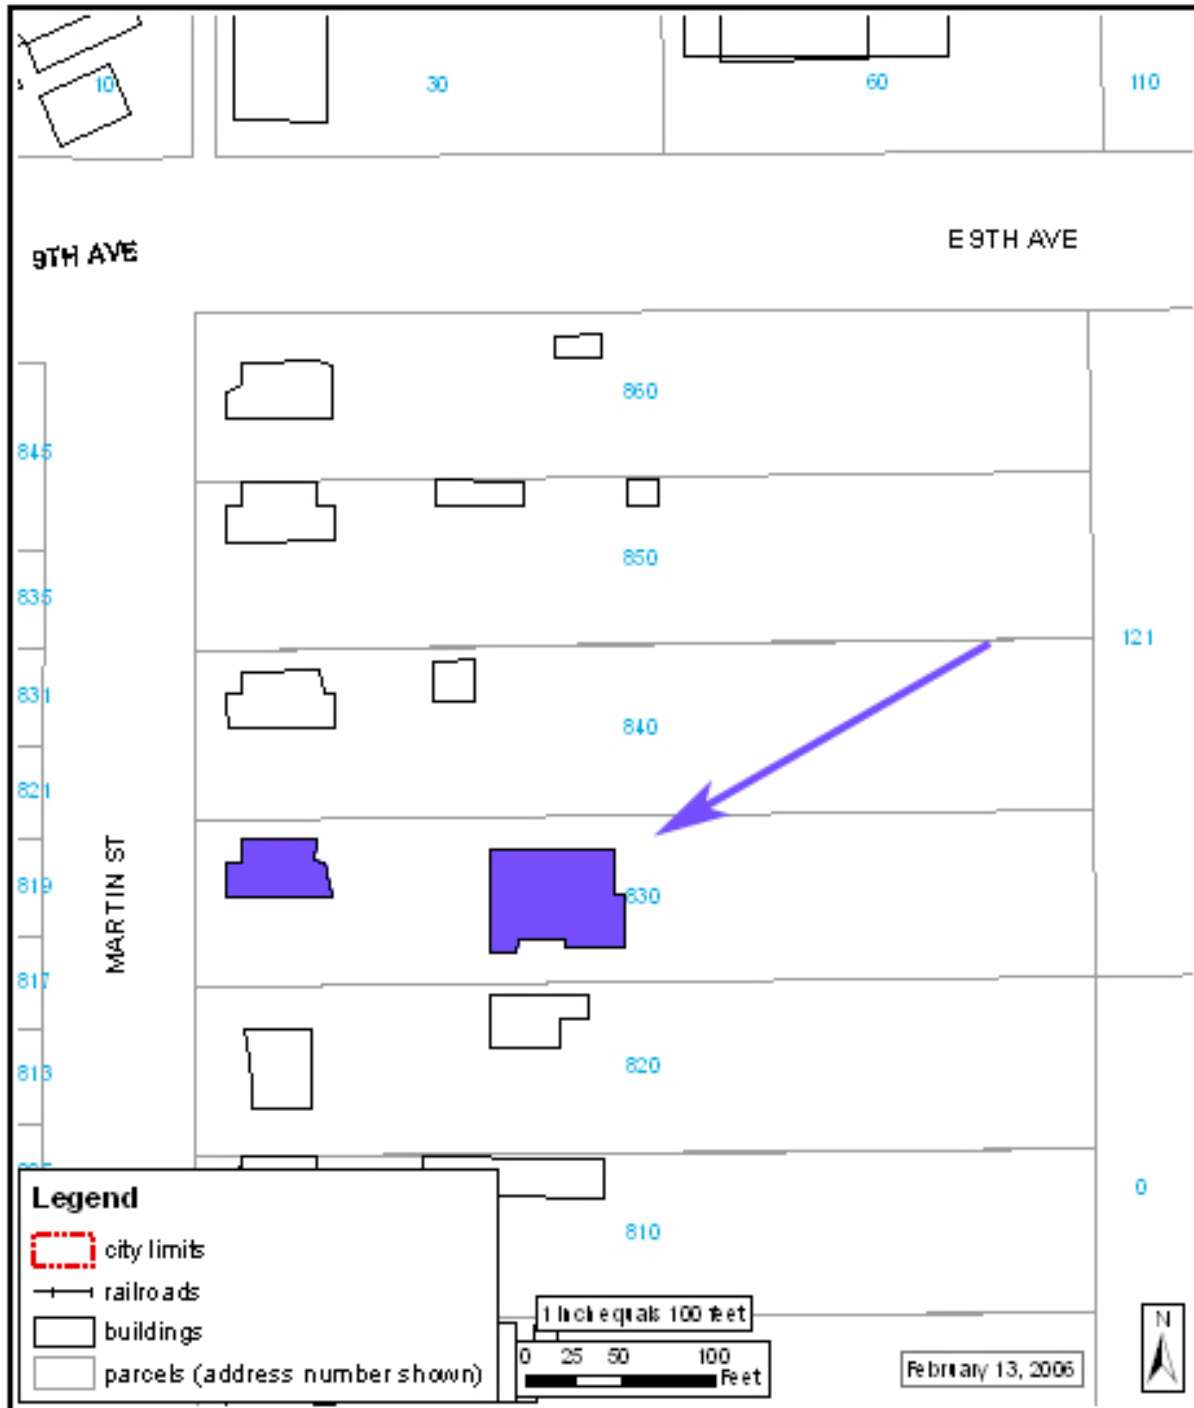 10
30
60
110
9TH AVE
E 9TH AVE
860
845
850
835
121
831
840
821
MARTIN ST
819
830
817
820
813
0
810
Legend
city limits
railroads
buildings
parcels (address number shown)
1 inch equals 100 feet
0 25 50 100
Feet
February 13, 2006
N